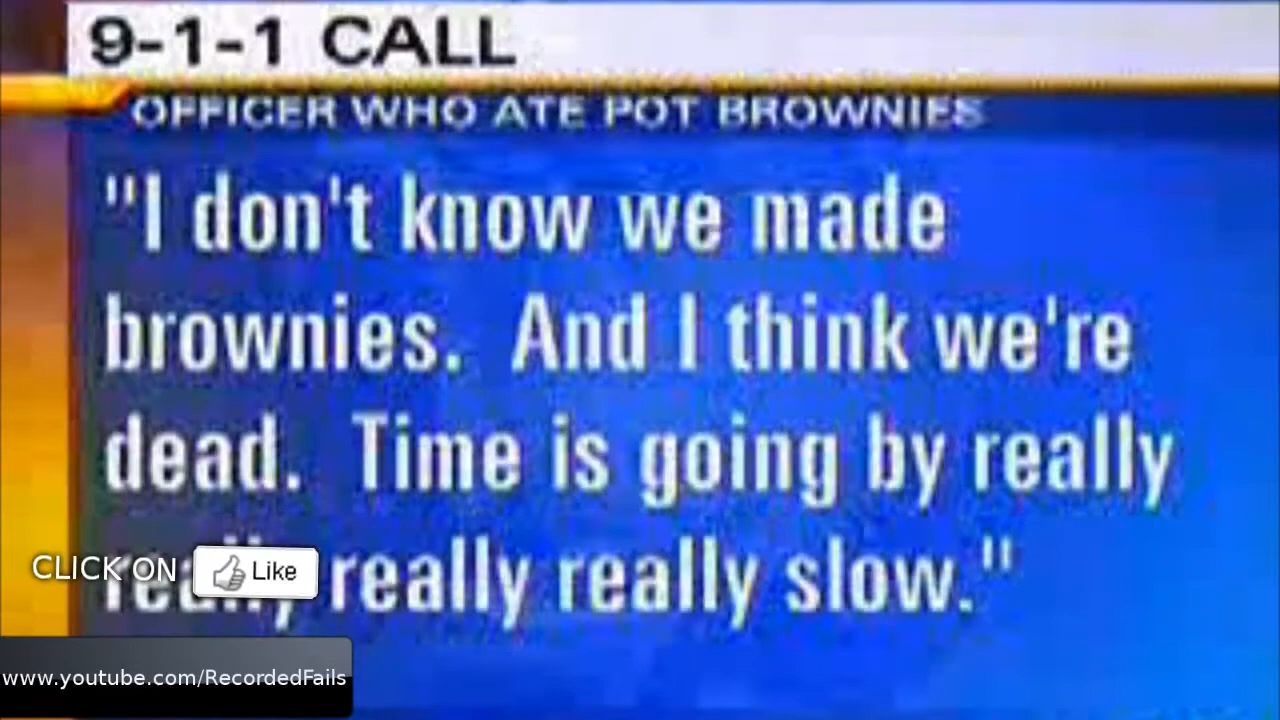 9-1-1 CALL
OFFICER WHO ATE POT BROWNIES
"I don't know we made
brownies. And I think we're
dead. Time is going by really
really really really slow."
CLICK ON Like
www.youtube.com/RecordedFails